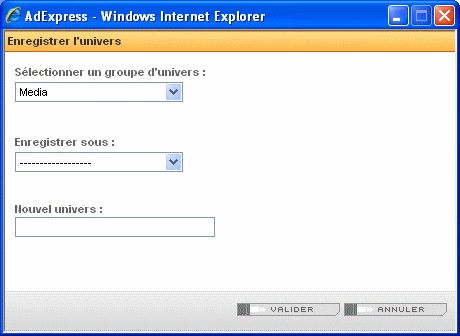 AdExpress - Windows Internet Explorer
Enregistrer l'univers
Sélectionner un groupe d'univers :
Media
Enregistrer sous :
------------------
Nouvel univers :
VALIDER ANNULER